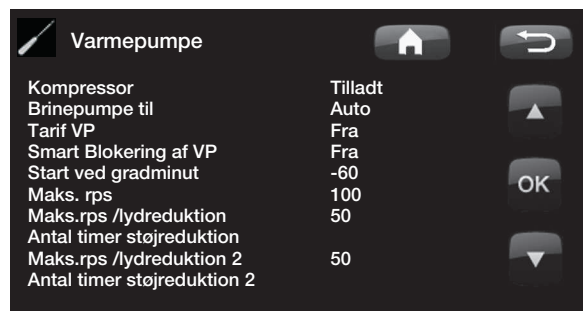 Varmepumpe
Kompressor Tilladt
Brinepumpe til Auto
Tarif VP Fra
Smart Blokering af VP Fra
Start ved gradminut -60
Maks. rps 100
Maks.rps /lydreduktion 50
Antal timer støjreduktion
Maks.rps /lydreduktion 2 50
Antal timer støjreduktion 2
OK